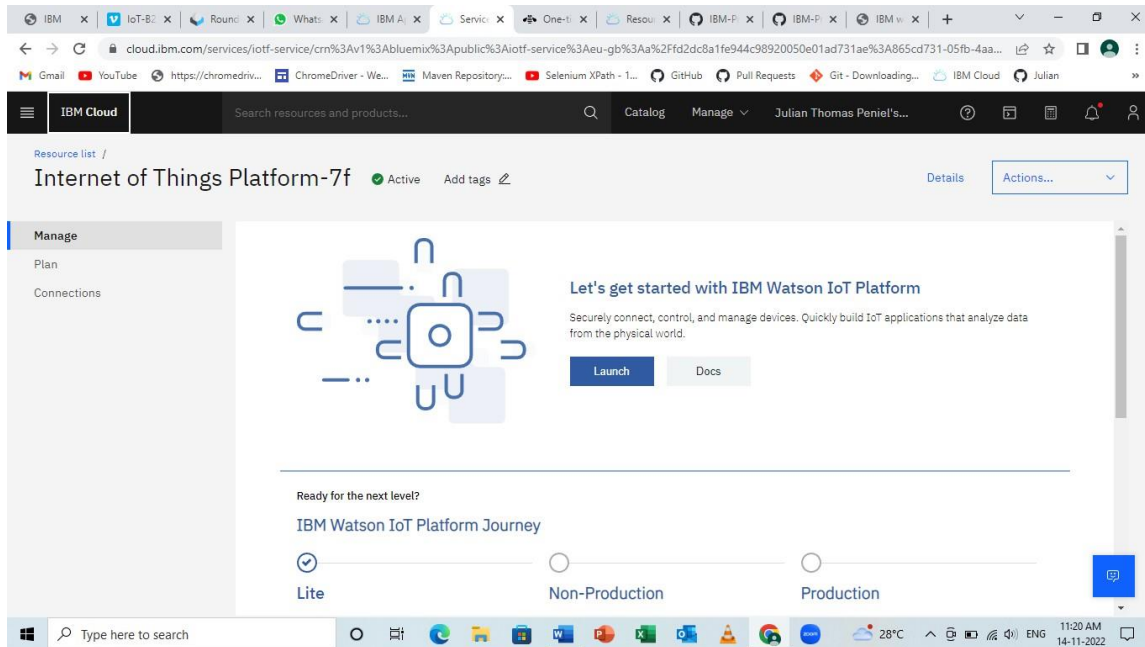 IBM
IoT-B2
Round
Whats
IBM A
Service
One-ti
Resour
IBM-P
IBM-P
IBM w
cloud.ibm.com/services/iotf-service/crn%3Av1%3Abluemix%3Apublic%3Aiotf-service%3Aeu-gb%3Aa%2Ffd2dc8a1fe944c98920050e01ad731ae%3A865cd731-05fb-4aa...
Gmail YouTube https://chromedriv... ChromeDriver - We... Maven Repository:... Selenium XPath - 1... GitHub Pull Requests Git - Downloading... IBM Cloud Julian »
IBM Cloud Search resources and products... Catalog Manage Julian Thomas Peniel's...
Resource list /
Internet of Things Platform-7f Active Add tags Details Actions...
Manage
Plan
Connections
Let's get started with IBM Watson IoT Platform
Securely connect, control, and manage devices. Quickly build IoT applications that analyze data
from the physical world.
Launch Docs
Ready for the next level?
IBM Watson IoT Platform Journey
Lite Non-Production Production
Type here to search 28°C ENG 11:20 AM
14-11-2022